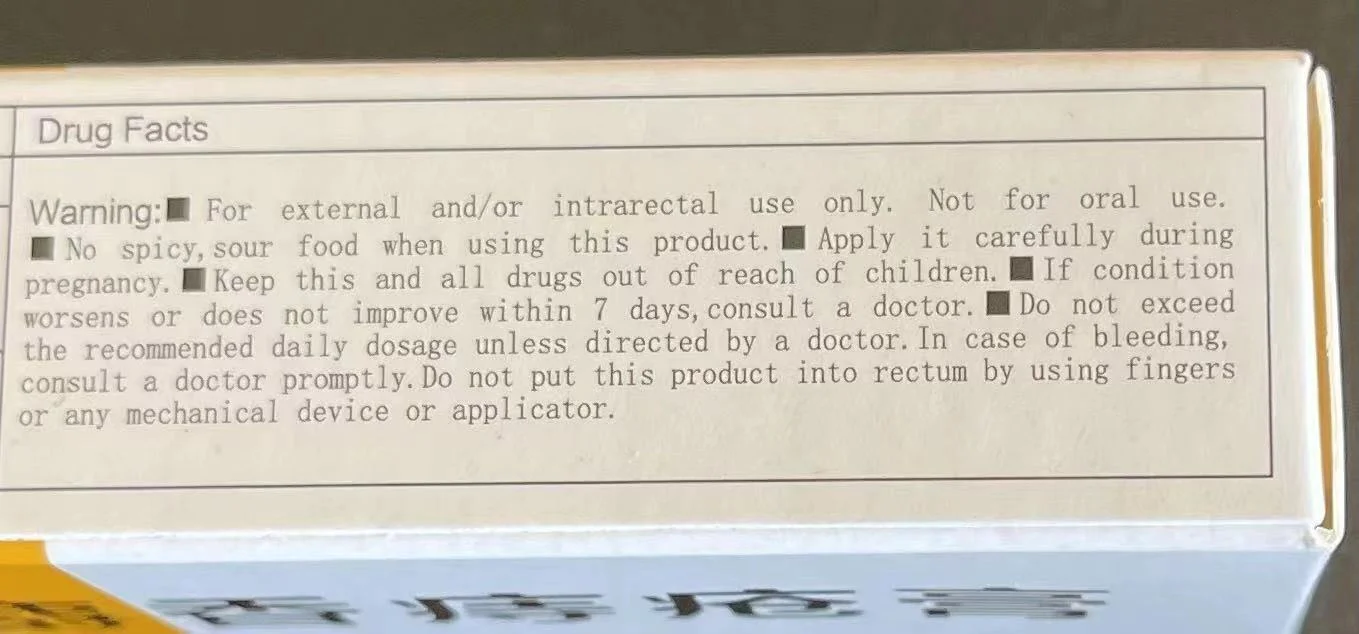 Drug Facts
Warning:■ For external and/or intrarectal use only. Not for oral use.
■ No spicy, sour food when using this product. ■ Apply it carefully during
pregnancy. ■ Keep this and all drugs out of reach of children. ■ If condition
worsens or does not improve within 7 days, consult a doctor. ■ Do not exceed
the recommended daily dosage unless directed by a doctor. In case of bleeding,
consult a doctor promptly. Do not put this product into rectum by using fingers
or any mechanical device or applicator.